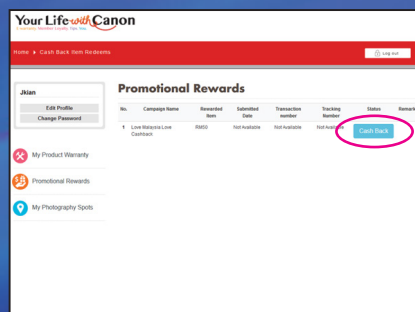 Your Life with Canon
Home ▸ Cash Back Item Redeems
Log out
Jkian
Edit Profile
Change Password
My Product Warranty
Promotional Rewards
My Photography Spots
Promotional Rewards
No. Campaign Name Rewarded Item Submitted Date Transaction number Tracking Number Status Remark
1 Love Malaysia Love Cashback RM50 Not Available Not Available Not Available Cash Back